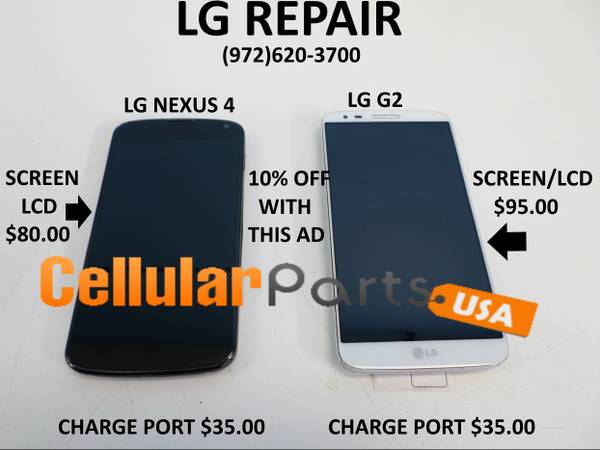 LG REPAIR
(972)620-3700
LG NEXUS 4
LG G2
SCREEN
LCD
$80.00
10% OFF
WITH
THIS AD
SCREEN/LCD
$95.00
CellularParts.USA
LG
CHARGE PORT $35.00
CHARGE PORT $35.00